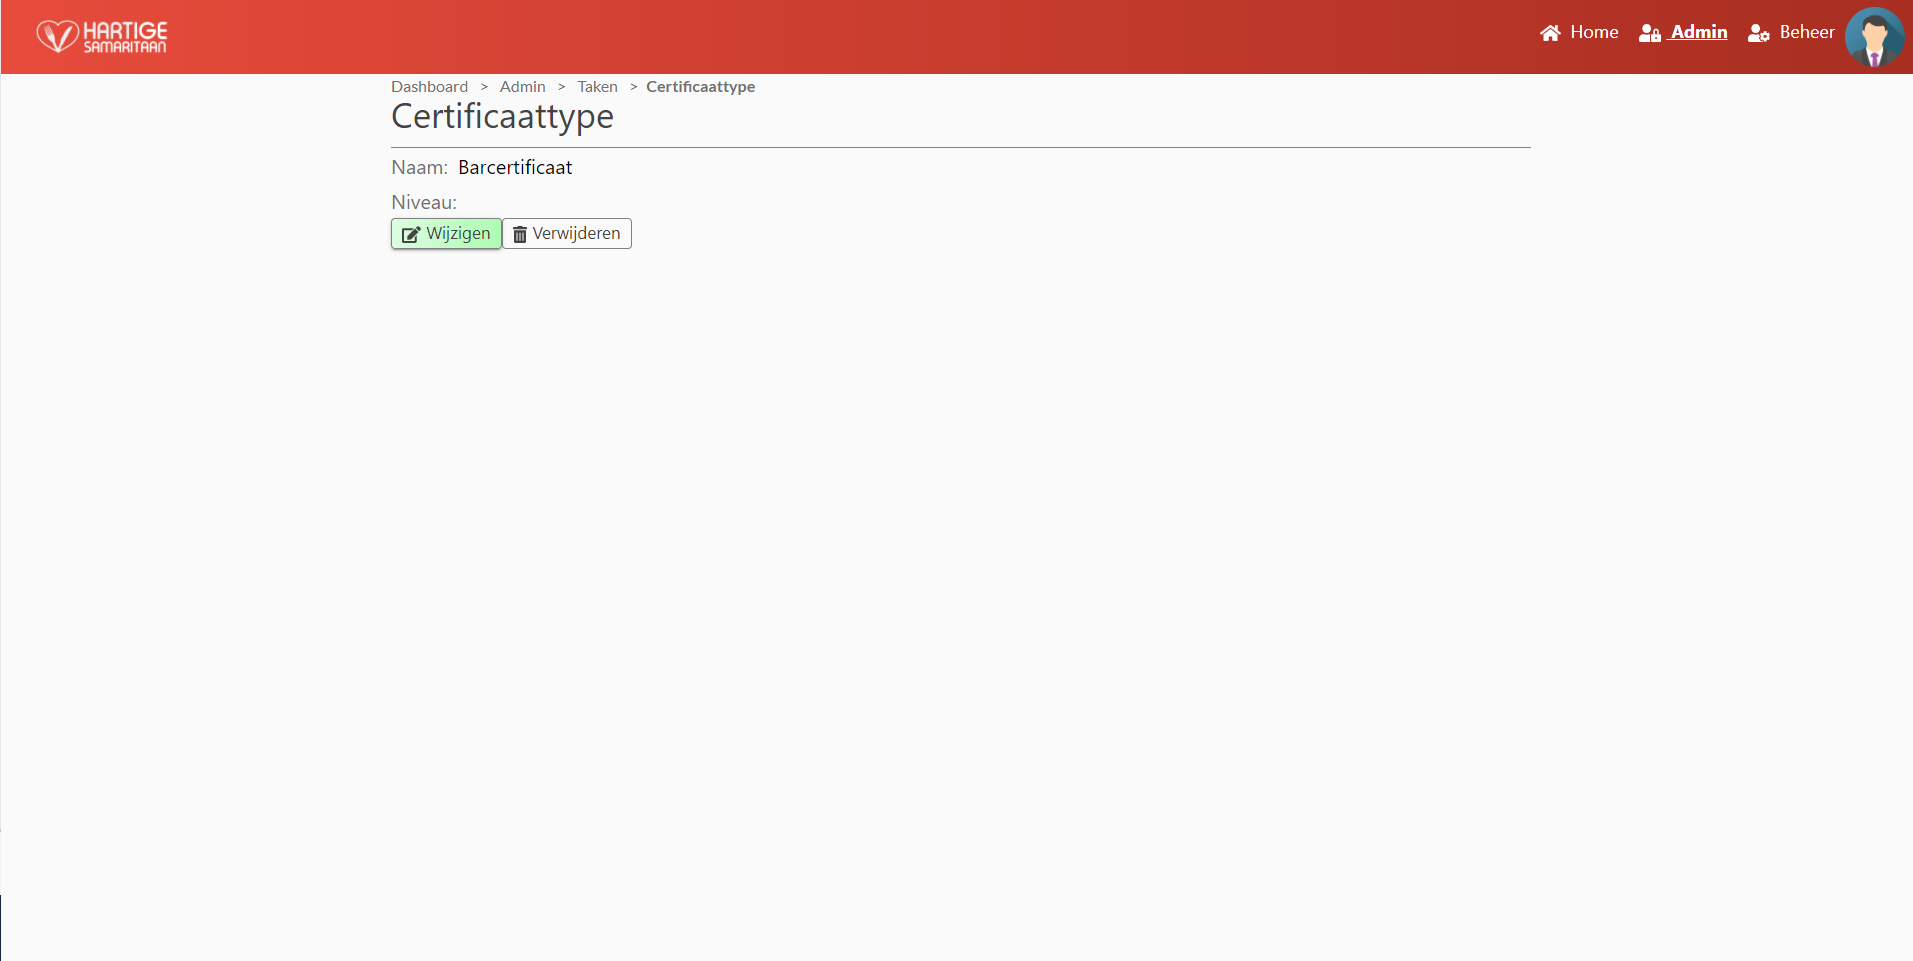 HARTIGE
SAMARITAAN
Home Admin Beheer
Dashboard > Admin > Taken > Certificaattype
Certificaattype
Naam: Barcertificaat
Niveau:
Wijzigen Verwijderen